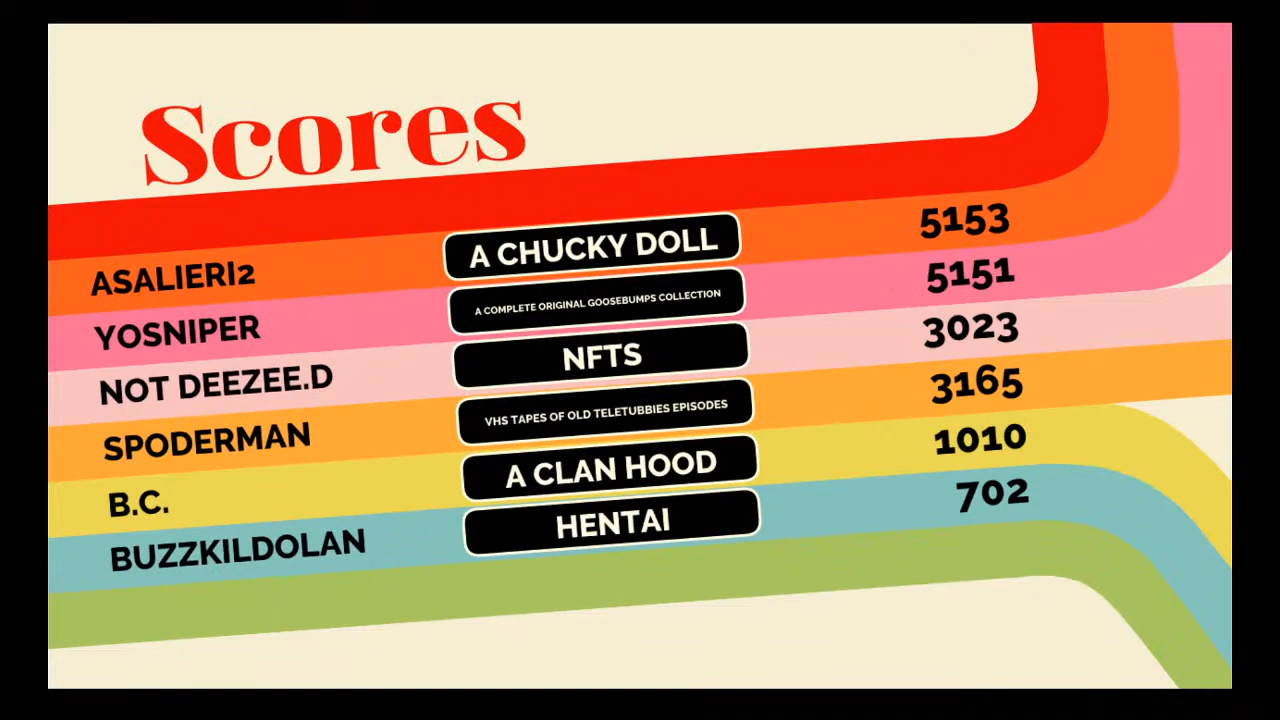 Scores
ASALIERI2 A CHUCKY DOLL 5153
YOSNIPER A COMPLETE ORIGINAL GOOSEBUMPS COLLECTION 5151
NOT DEEZEE.D NFTS 3023
SPODERMAN VHS TAPES OF OLD TELETUBBIES EPISODES 3165
B.C. A CLAN HOOD 1010
BUZZKILDOLAN HENTAI 702